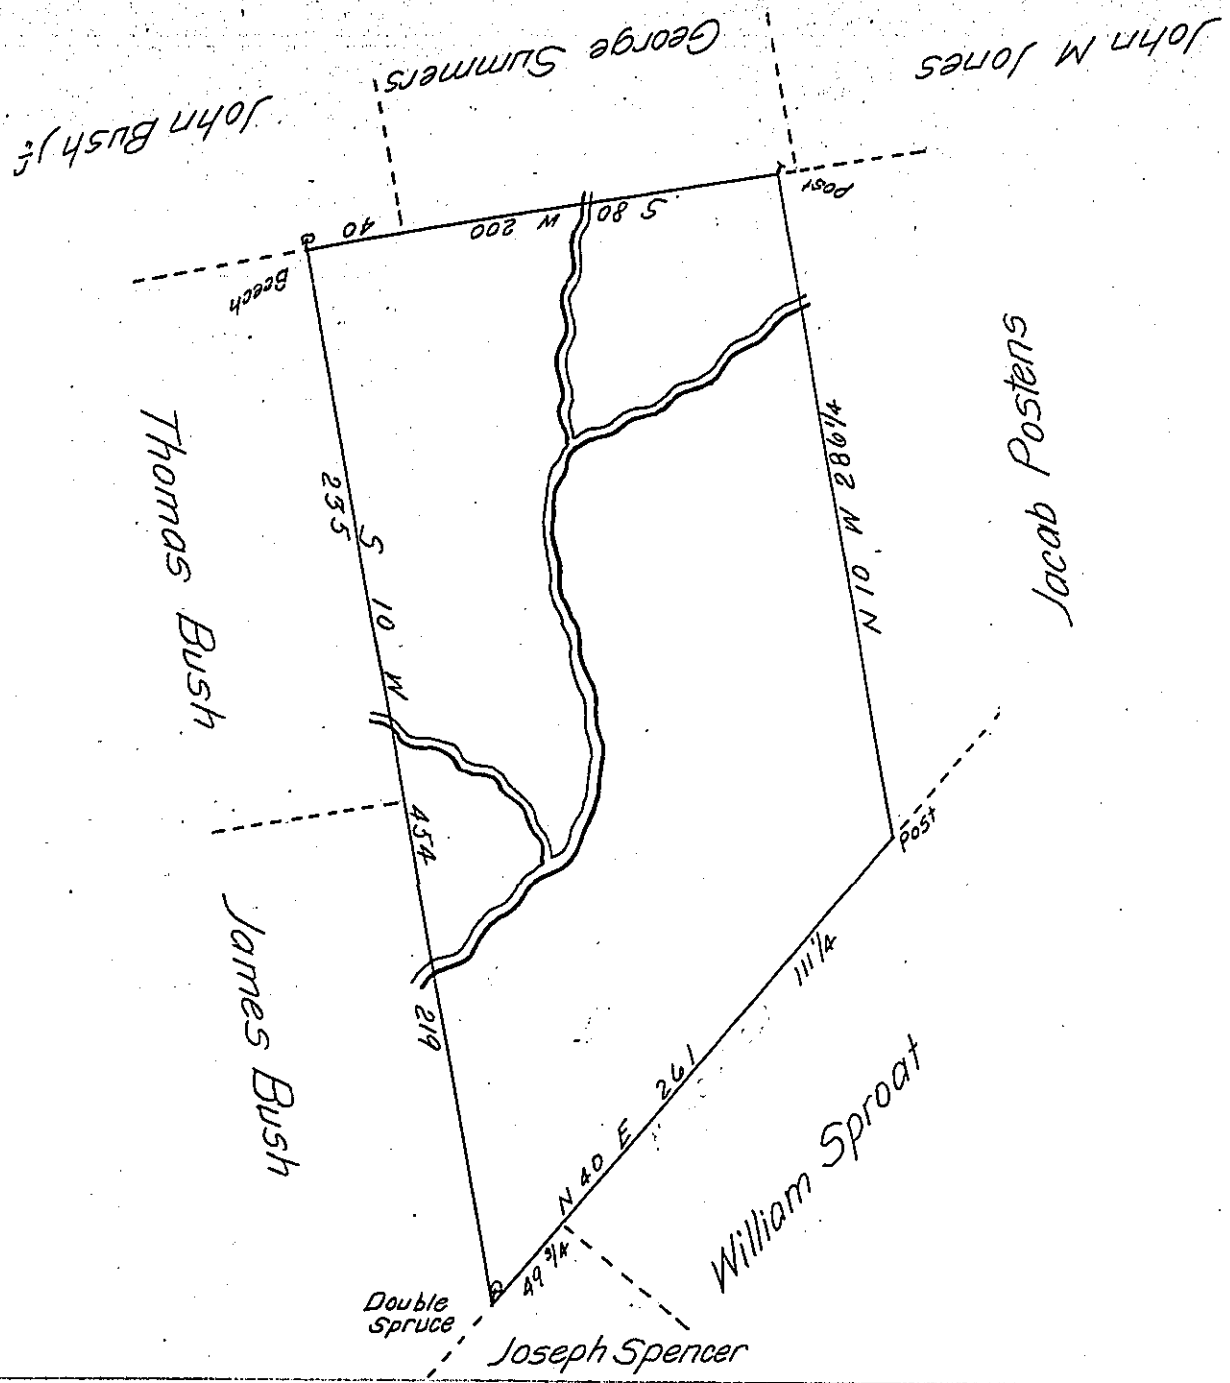 John M Jones
George Summers
John Bush Jr
Post
S 80 W 200
40
Beech
Thomas Bush
235
S 10 W
454
219
James Bush
Jacab Postens
N 10 W 286 1/4
Post
111 1/4
N 40 E 261
49 3/4
William Sproat
Double
Spruce
Joseph Spencer